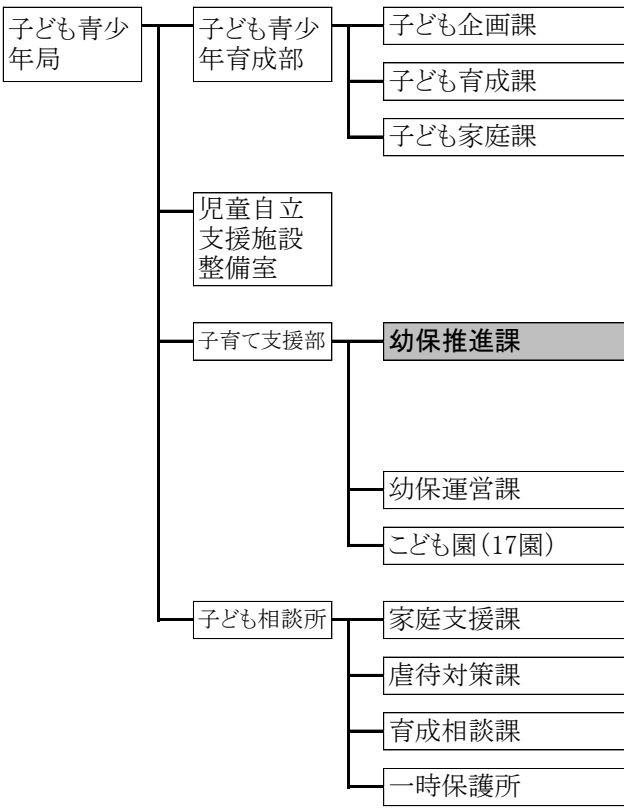 子ども青少
年局
子ども青少
年育成部
子ども企画課
子ども育成課
子ども家庭課
児童自立
支援施設
整備室
子育て支援部
幼保推進課
幼保運営課
こども園(17園)
子ども相談所
家庭支援課
虐待対策課
育成相談課
一時保護所